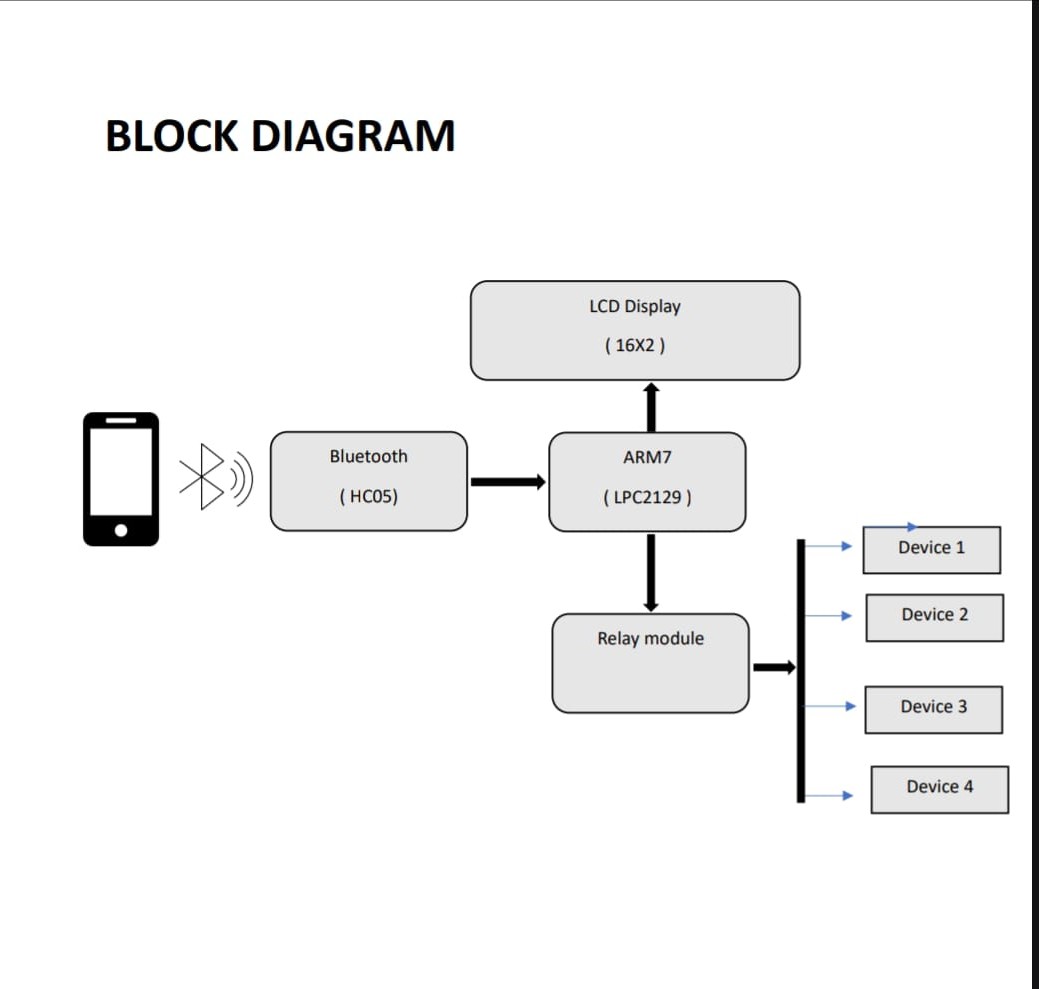 BLOCK DIAGRAM
LCD Display
( 16X2 )
Bluetooth
( HC05)
ARM7
( LPC2129 )
Relay module
Device 1
Device 2
Device 3
Device 4